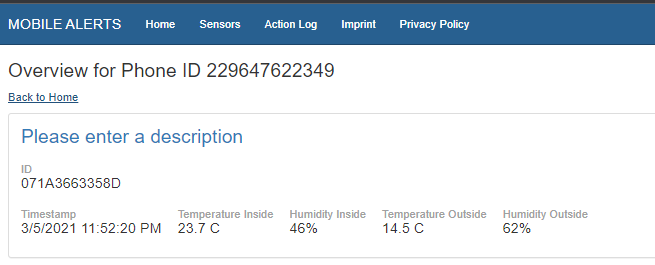 MOBILE ALERTS Home Sensors Action Log Imprint Privacy Policy
Overview for Phone ID 229647622349
Back to Home
Please enter a description
ID
071A3663358D
Timestamp Temperature Inside Humidity Inside Temperature Outside Humidity Outside
3/5/2021 11:52:20 PM 23.7 C 46% 14.5 C 62%